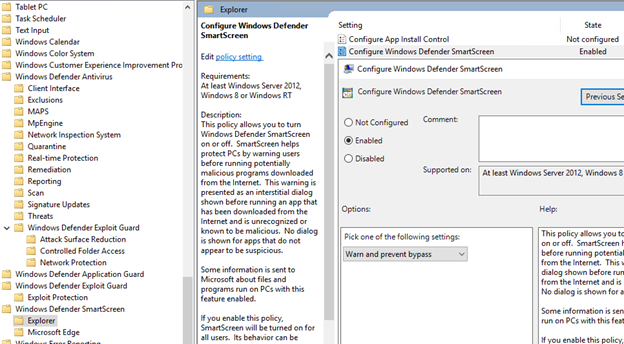 Tablet PC
Task Scheduler
Text Input
Windows Calendar
Windows Color System
Windows Customer Experience Improvement Pro
Windows Defender Antivirus
Client Interface
Exclusions
MAPS
MpEngine
Network Inspection System
Quarantine
Real-time Protection
Remediation
Reporting
Scan
Signature Updates
Threats
Windows Defender Exploit Guard
Attack Surface Reduction
Controlled Folder Access
Network Protection
Windows Defender Application Guard
Windows Defender Exploit Guard
Exploit Protection
Windows Defender SmartScreen
Explorer
Microsoft Edge
Windows Error Reporting
Explorer
Configure Windows Defender
SmartScreen
Edit policy setting
Requirements:
At least Windows Server 2012,
Windows 8 or Windows RT
Description:
This policy allows you to turn
Windows Defender SmartScreen
on or off. SmartScreen helps
protect PCs by warning users
before running potentially
malicious programs downloaded
from the Internet. This warning is
presented as an interstitial dialog
shown before running an app that
has been downloaded from the
Internet and is unrecognized or
known to be malicious. No dialog
is shown for apps that do not
appear to be suspicious.
Some information is sent to
Microsoft about files and
programs run on PCs with this
feature enabled.
If you enable this policy,
SmartScreen will be turned on for
all users. Its behavior can be
Setting State
Configure App Install Control Not configured
Configure Windows Defender SmartScreen Enabled
Configure Windows Defender SmartScreen
Configure Windows Defender SmartScreen
Previous Se
Not Configured Comment:
Enabled
Disabled
Supported on: At least Windows Server 2012, Windows 8
Options: Help:
Pick one of the following settings:
Warn and prevent bypass
This policy allows you to
on or off. SmartScreen h
before running potential
from the Internet. This w
dialog shown before run
from the Internet and is
No dialog is shown for a
Some information is sen
run on PCs with this feat
If you enable this policy,